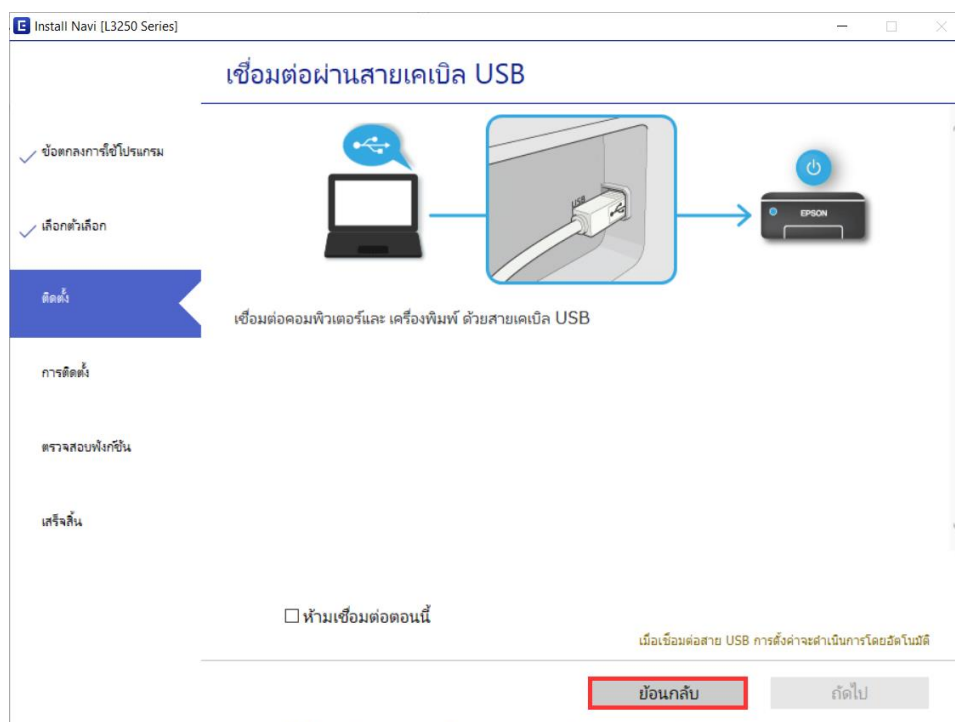 Install Navi [L3250 Series]
เชื่อมต่อผ่านสายเคเบิล USB
ข้อตกลงการใช้โปรแกรม
เลือกตัวเลือก
ติดตั้ง
การติดตั้ง
ตรวจสอบฟังก์ชัน
เสร็จสิ้น
USB
EPSON
เชื่อมต่อคอมพิวเตอร์และ เครื่องพิมพ์ ด้วยสายเคเบิล USB
ห้ามเชื่อมต่อตอนนี้
เมื่อเชื่อมต่อสาย USB การตั้งค่าจะดำเนินการโดยอัตโนมัติ
ย้อนกลับ
ถัดไป